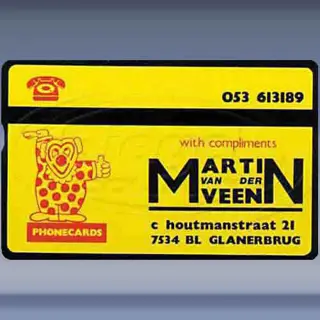 053 613189
with compliments
MARTIN
VAN DER
VEEN
c houtmanstraat 21
7534 BL GLANERBRUG
PHONECARDS